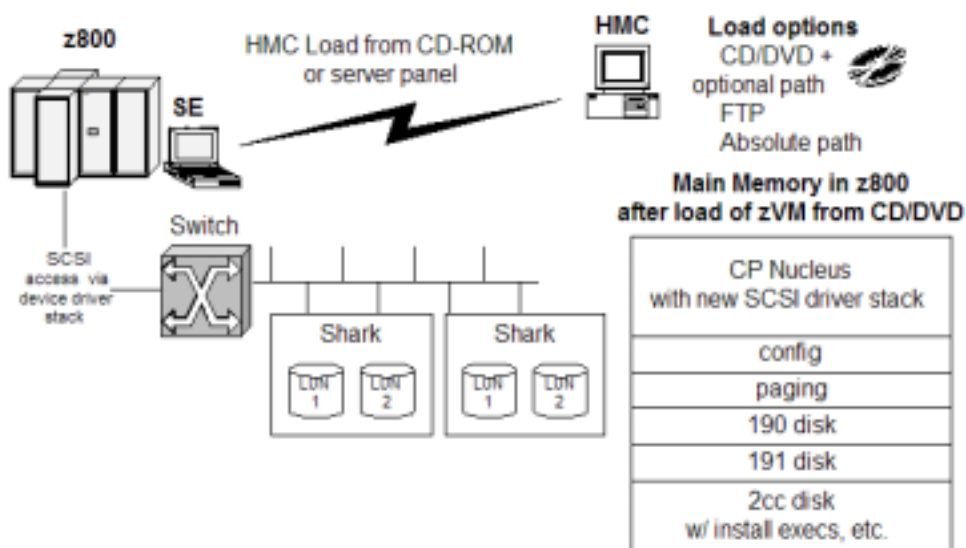 z800
SE
HMC Load from CD-ROM
or server panel
HMC
Load options
CD/DVD +
optional path
FTP
Absolute path
SCSI
access via
device driver
stack
Switch
Shark
LUN
1
LUN
2
Shark
LUN
1
LUN
2
Main Memory in z800
after load of zVM from CD/DVD
CP Nucleus
with new SCSI driver stack
config
paging
190 disk
191 disk
2cc disk
w/ install execs, etc.